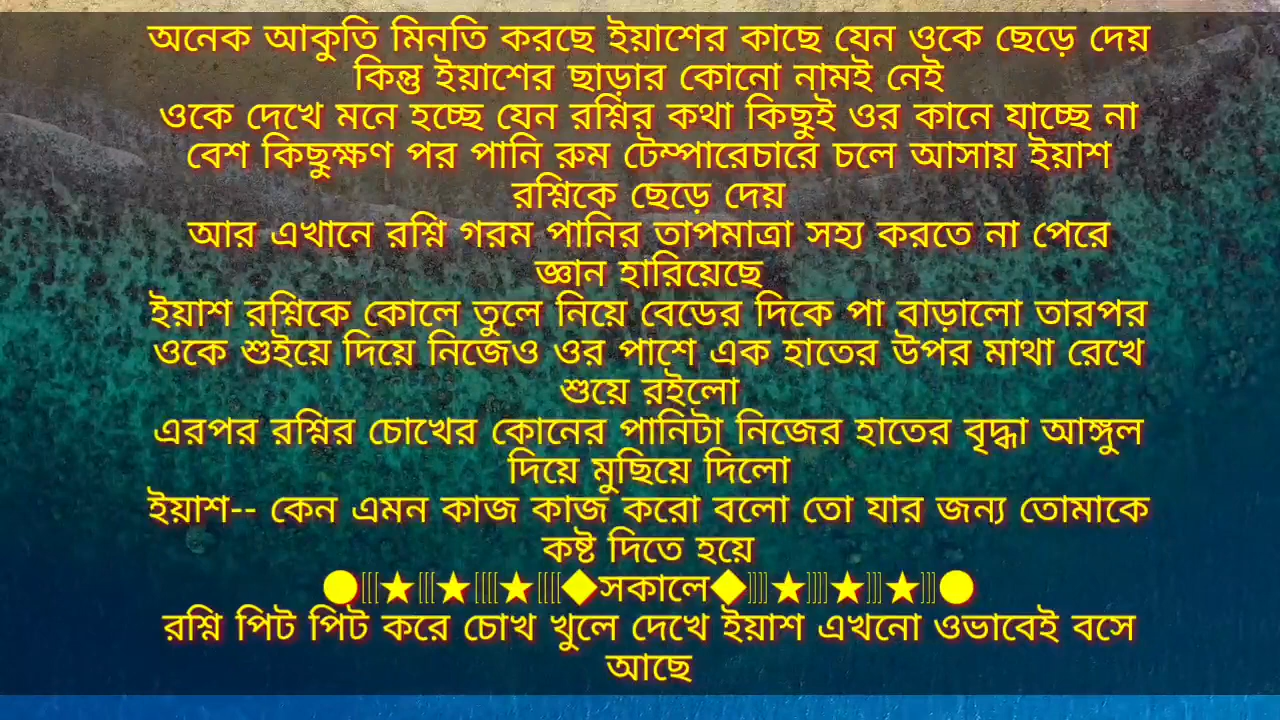 অনেক আকুতি মিনতি করছে ইয়াশের কাছে যেন ওকে ছেড়ে দেয়
কিন্তু ইয়াশের ছাড়ার কোনো নামই নেই
ওকে দেখে মনে হচ্ছে যেন রশ্নির কথা কিছুই ওর কানে যাচ্ছে না
বেশ কিছুক্ষণ পর পানি রুম টেম্পারেচারে চলে আসায় ইয়াশ
রশ্নিকে ছেড়ে দেয়
আর এখানে রশ্নি গরম পানির তাপমাত্রা সহ্য করতে না পেরে
জ্ঞান হারিয়েছে
ইয়াশ রশ্নিকে কোলে তুলে নিয়ে বেডের দিকে পা বাড়ালো তারপর
ওকে শুইয়ে দিয়ে নিজেও ওর পাশে এক হাতের উপর মাথা রেখে
শুয়ে রইলো
এরপর রশ্নির চোখের কোনের পানিটা নিজের হাতের বৃদ্ধা আঙ্গুল
দিয়ে মুছিয়ে দিলো
ইয়াশ-- কেন এমন কাজ কাজ করো বলো তো যার জন্য তোমাকে
কষ্ট দিতে হয়ে
●⫷⫷★⫷⫷★⫷⫷★⫷⫷◆সকালে◆⫸⫸★⫸⫸★⫸⫸★⫸⫸●
রশ্নি পিট পিট করে চোখ খুলে দেখে ইয়াশ এখনো ওভাবেই বসে
আছে